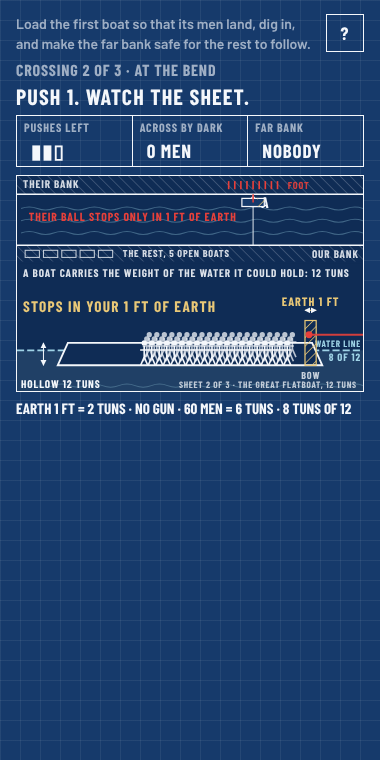 Load the first boat so that its men land, dig in,
and make the far bank safe for the rest to follow.
?
CROSSING 2 OF 3 · AT THE BEND
PUSH 1. WATCH THE SHEET.
PUSHES LEFT
ACROSS BY DARK
0 MEN
FAR BANK
NOBODY
THEIR BANK
FOOT
THEIR BALL STOPS ONLY IN 1 FT OF EARTH
THE REST, 5 OPEN BOATS
OUR BANK
A BOAT CARRIES THE WEIGHT OF THE WATER IT COULD HOLD: 12 TUNS
STOPS IN YOUR 1 FT OF EARTH
EARTH 1 FT
WATER LINE
8 OF 12
BOW
HOLLOW 12 TUNS
SHEET 2 OF 3 · THE GREAT FLATBOAT, 12 TUNS
EARTH 1 FT = 2 TUNS · NO GUN · 60 MEN = 6 TUNS · 8 TUNS OF 12